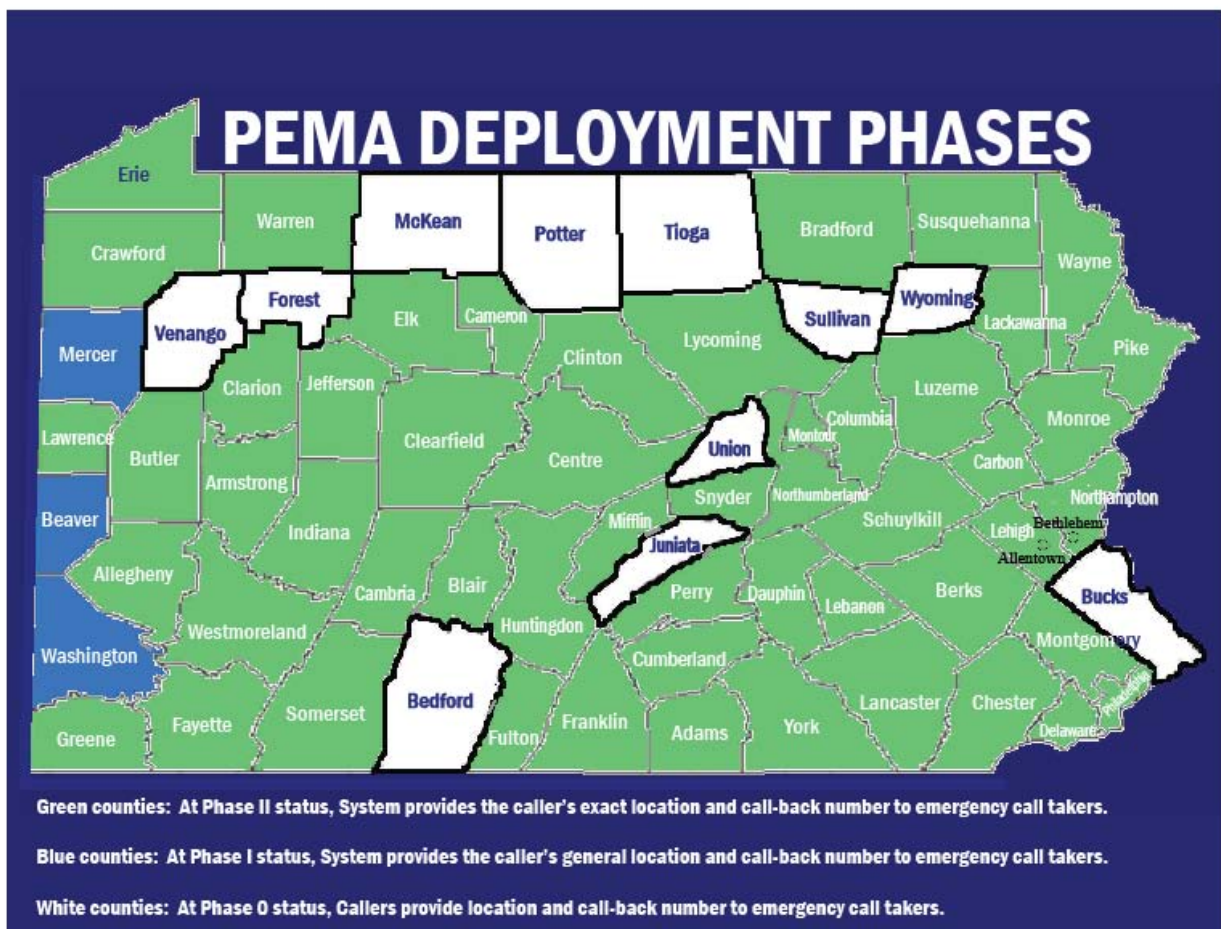 PEMA DEPLOYMENT PHASES
Erie
Warren
McKean
Potter
Tioga
Bradford
Susquehanna
Crawford
Wayne
Venango
Forest
Elk
Cameron
Sullivan
Wyoming
Lackawanna
Mercer
Clarion
Jefferson
Clinton
Lycoming
Pike
Luzerne
Lawrence
Butler
Clearfield
Centre
Union
Montour
Columbia
Monroe
Carbon
Armstrong
Snyder
Northumberland
Northampton
Beaver
Indiana
Mifflin
Schuylkill
Lehigh
Bethlehem
Allentown
Juniata
Allegheny
Cambria
Blair
Perry
Dauphin
Lebanon
Berks
Bucks
Westmoreland
Huntingdon
Montgomery
Washington
Cumberland
Bedford
Lancaster
Chester
Philadelphia
Somerset
Fayette
Greene
Fulton
Franklin
Adams
York
Delaware
Green counties: At Phase II status, System provides the caller's exact location and call-back number to emergency call takers.
Blue counties: At Phase I status, System provides the caller's general location and call-back number to emergency call takers.
White counties: At Phase 0 status, Callers provide location and call-back number to emergency call takers.